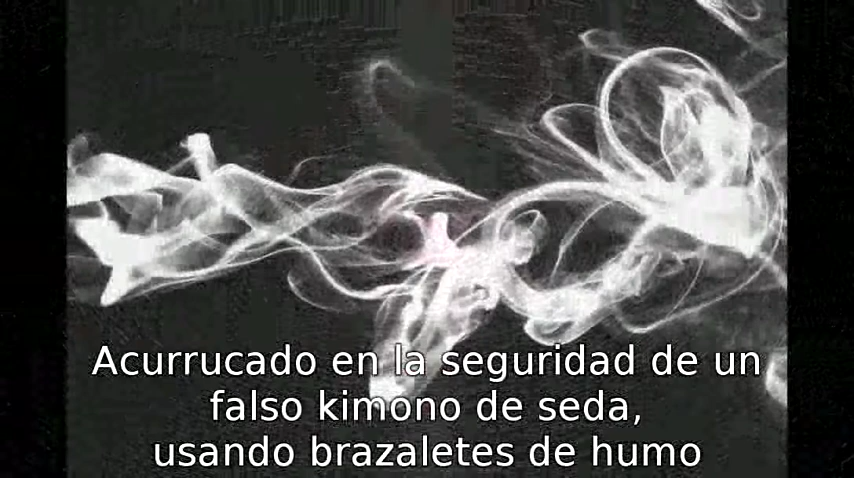 Acurrucado en la seguridad de un
falso kimono de seda,
usando brazaletes de humo